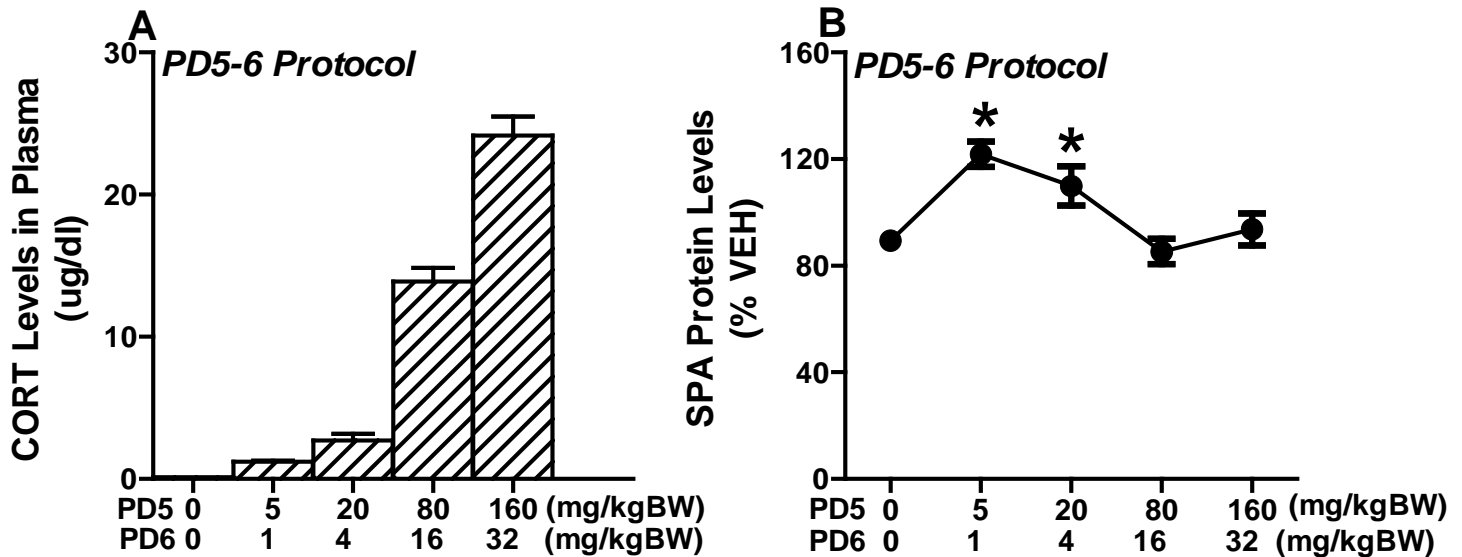 A
PD5-6 Protocol
CORT Levels in Plasma
(ug/dl)
30
20
10
0
PD5 0 5 20 80 160 (mg/kgBW)
PD6 0 1 4 16 32 (mg/kgBW)
B
PD5-6 Protocol
SPA Protein Levels
(% VEH)
160
120
80
40
0
* *
PD5 0 5 20 80 160 (mg/kgBW)
PD6 0 1 4 16 32 (mg/kgBW)